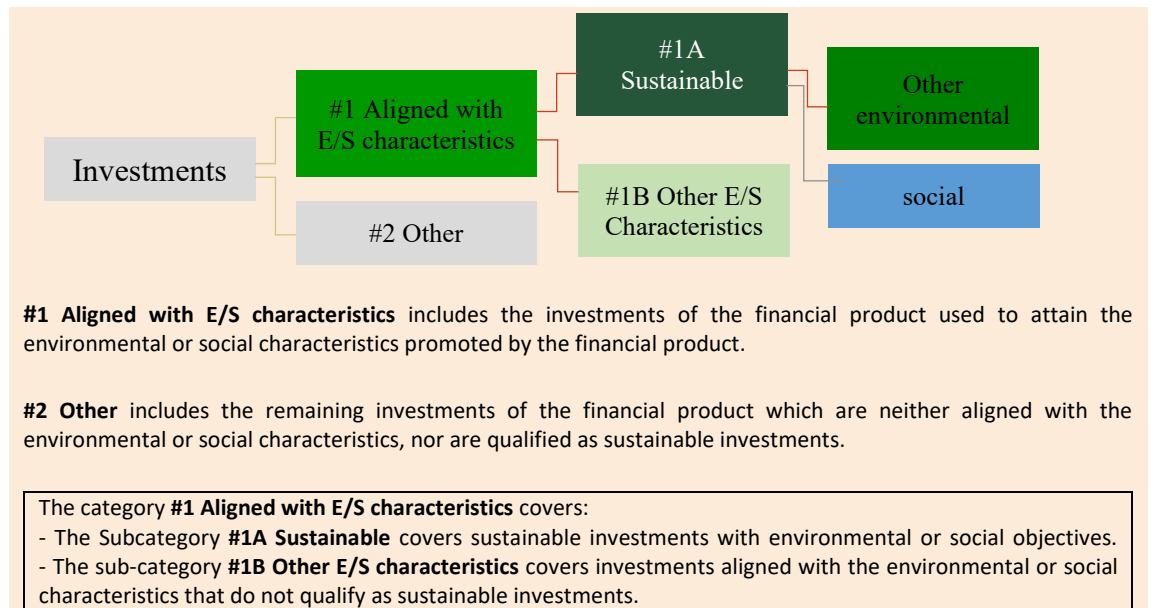 #1A
Sustainable
Other
environmental
#1 Aligned with
E/S characteristics
Investments
#1B Other E/S
Characteristics
social
#2 Other
#1 Aligned with E/S characteristics includes the investments of the financial product used to attain the
environmental or social characteristics promoted by the financial product.
#2 Other includes the remaining investments of the financial product which are neither aligned with the
environmental or social characteristics, nor are qualified as sustainable investments.
The category #1 Aligned with E/S characteristics covers:
- The Subcategory #1A Sustainable covers sustainable investments with environmental or social objectives.
- The sub-category #1B Other E/S characteristics covers investments aligned with the environmental or social
characteristics that do not qualify as sustainable investments.